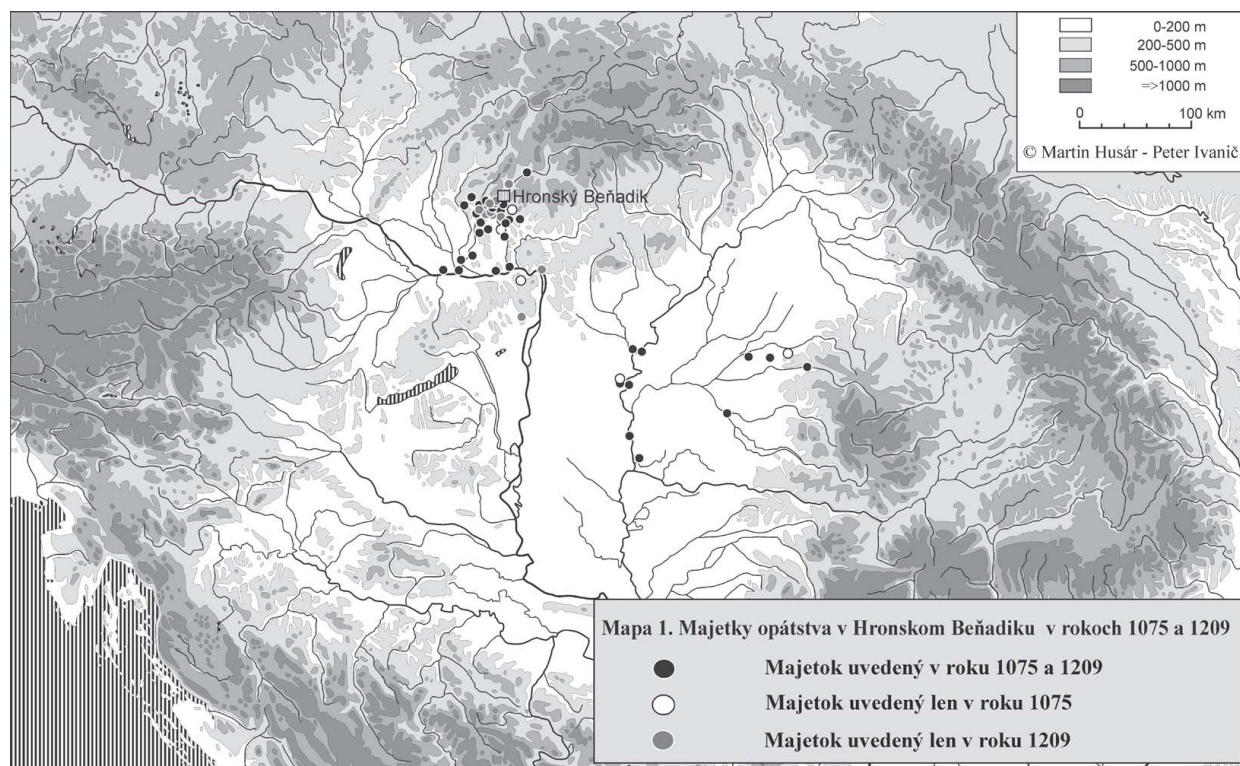 0-200 m
200-500 m
500-1000 m
=>1000 m
0 100 km
© Martin Husár - Peter Ivanič
Hronský Beňadik
Mapa 1. Majetky opátstva v Hronskom Beňadiku v rokoch 1075 a 1209
Majetok uvedený v roku 1075 a 1209
Majetok uvedený len v roku 1075
Majetok uvedený len v roku 1209